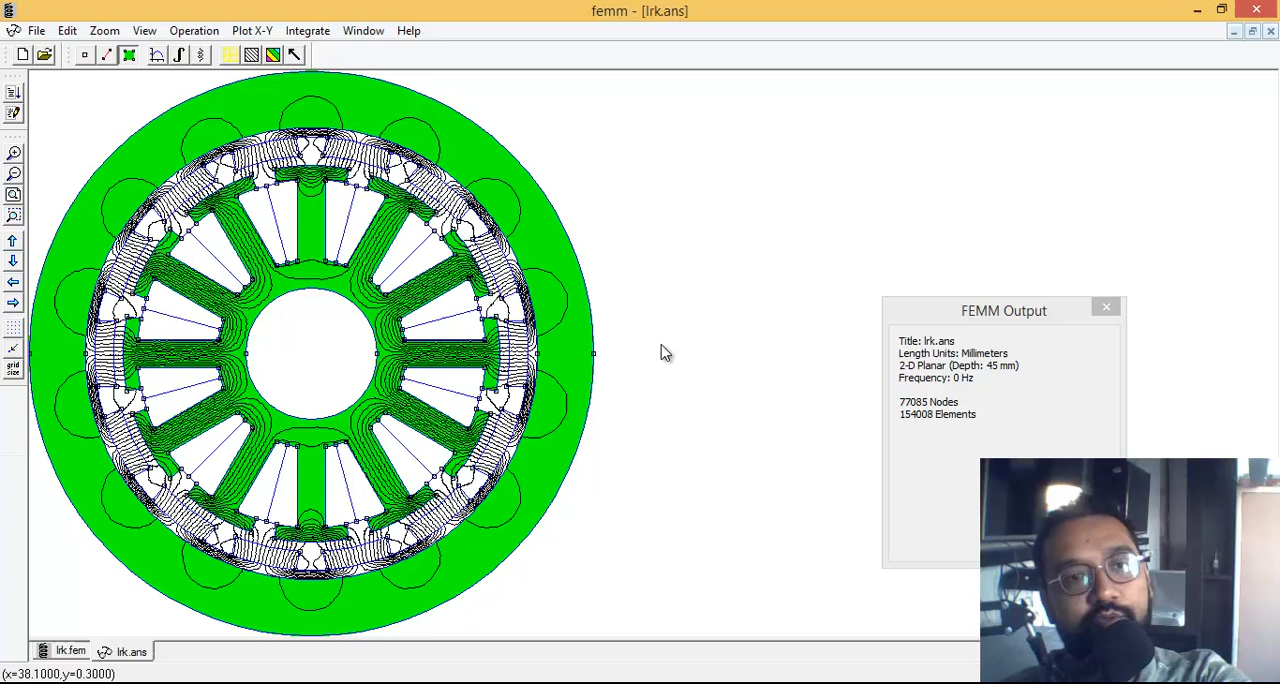 femm - [lrk.ans]
File Edit Zoom View Operation Plot X-Y Integrate Window Help
grid
size
FEMM Output
Title: lrk.ans
Length Units: Millimeters
2-D Planar (Depth: 45 mm)
Frequency: 0 Hz
77085 Nodes
154008 Elements
lrk.fem lrk.ans
(x=38.1000,y=0.3000)